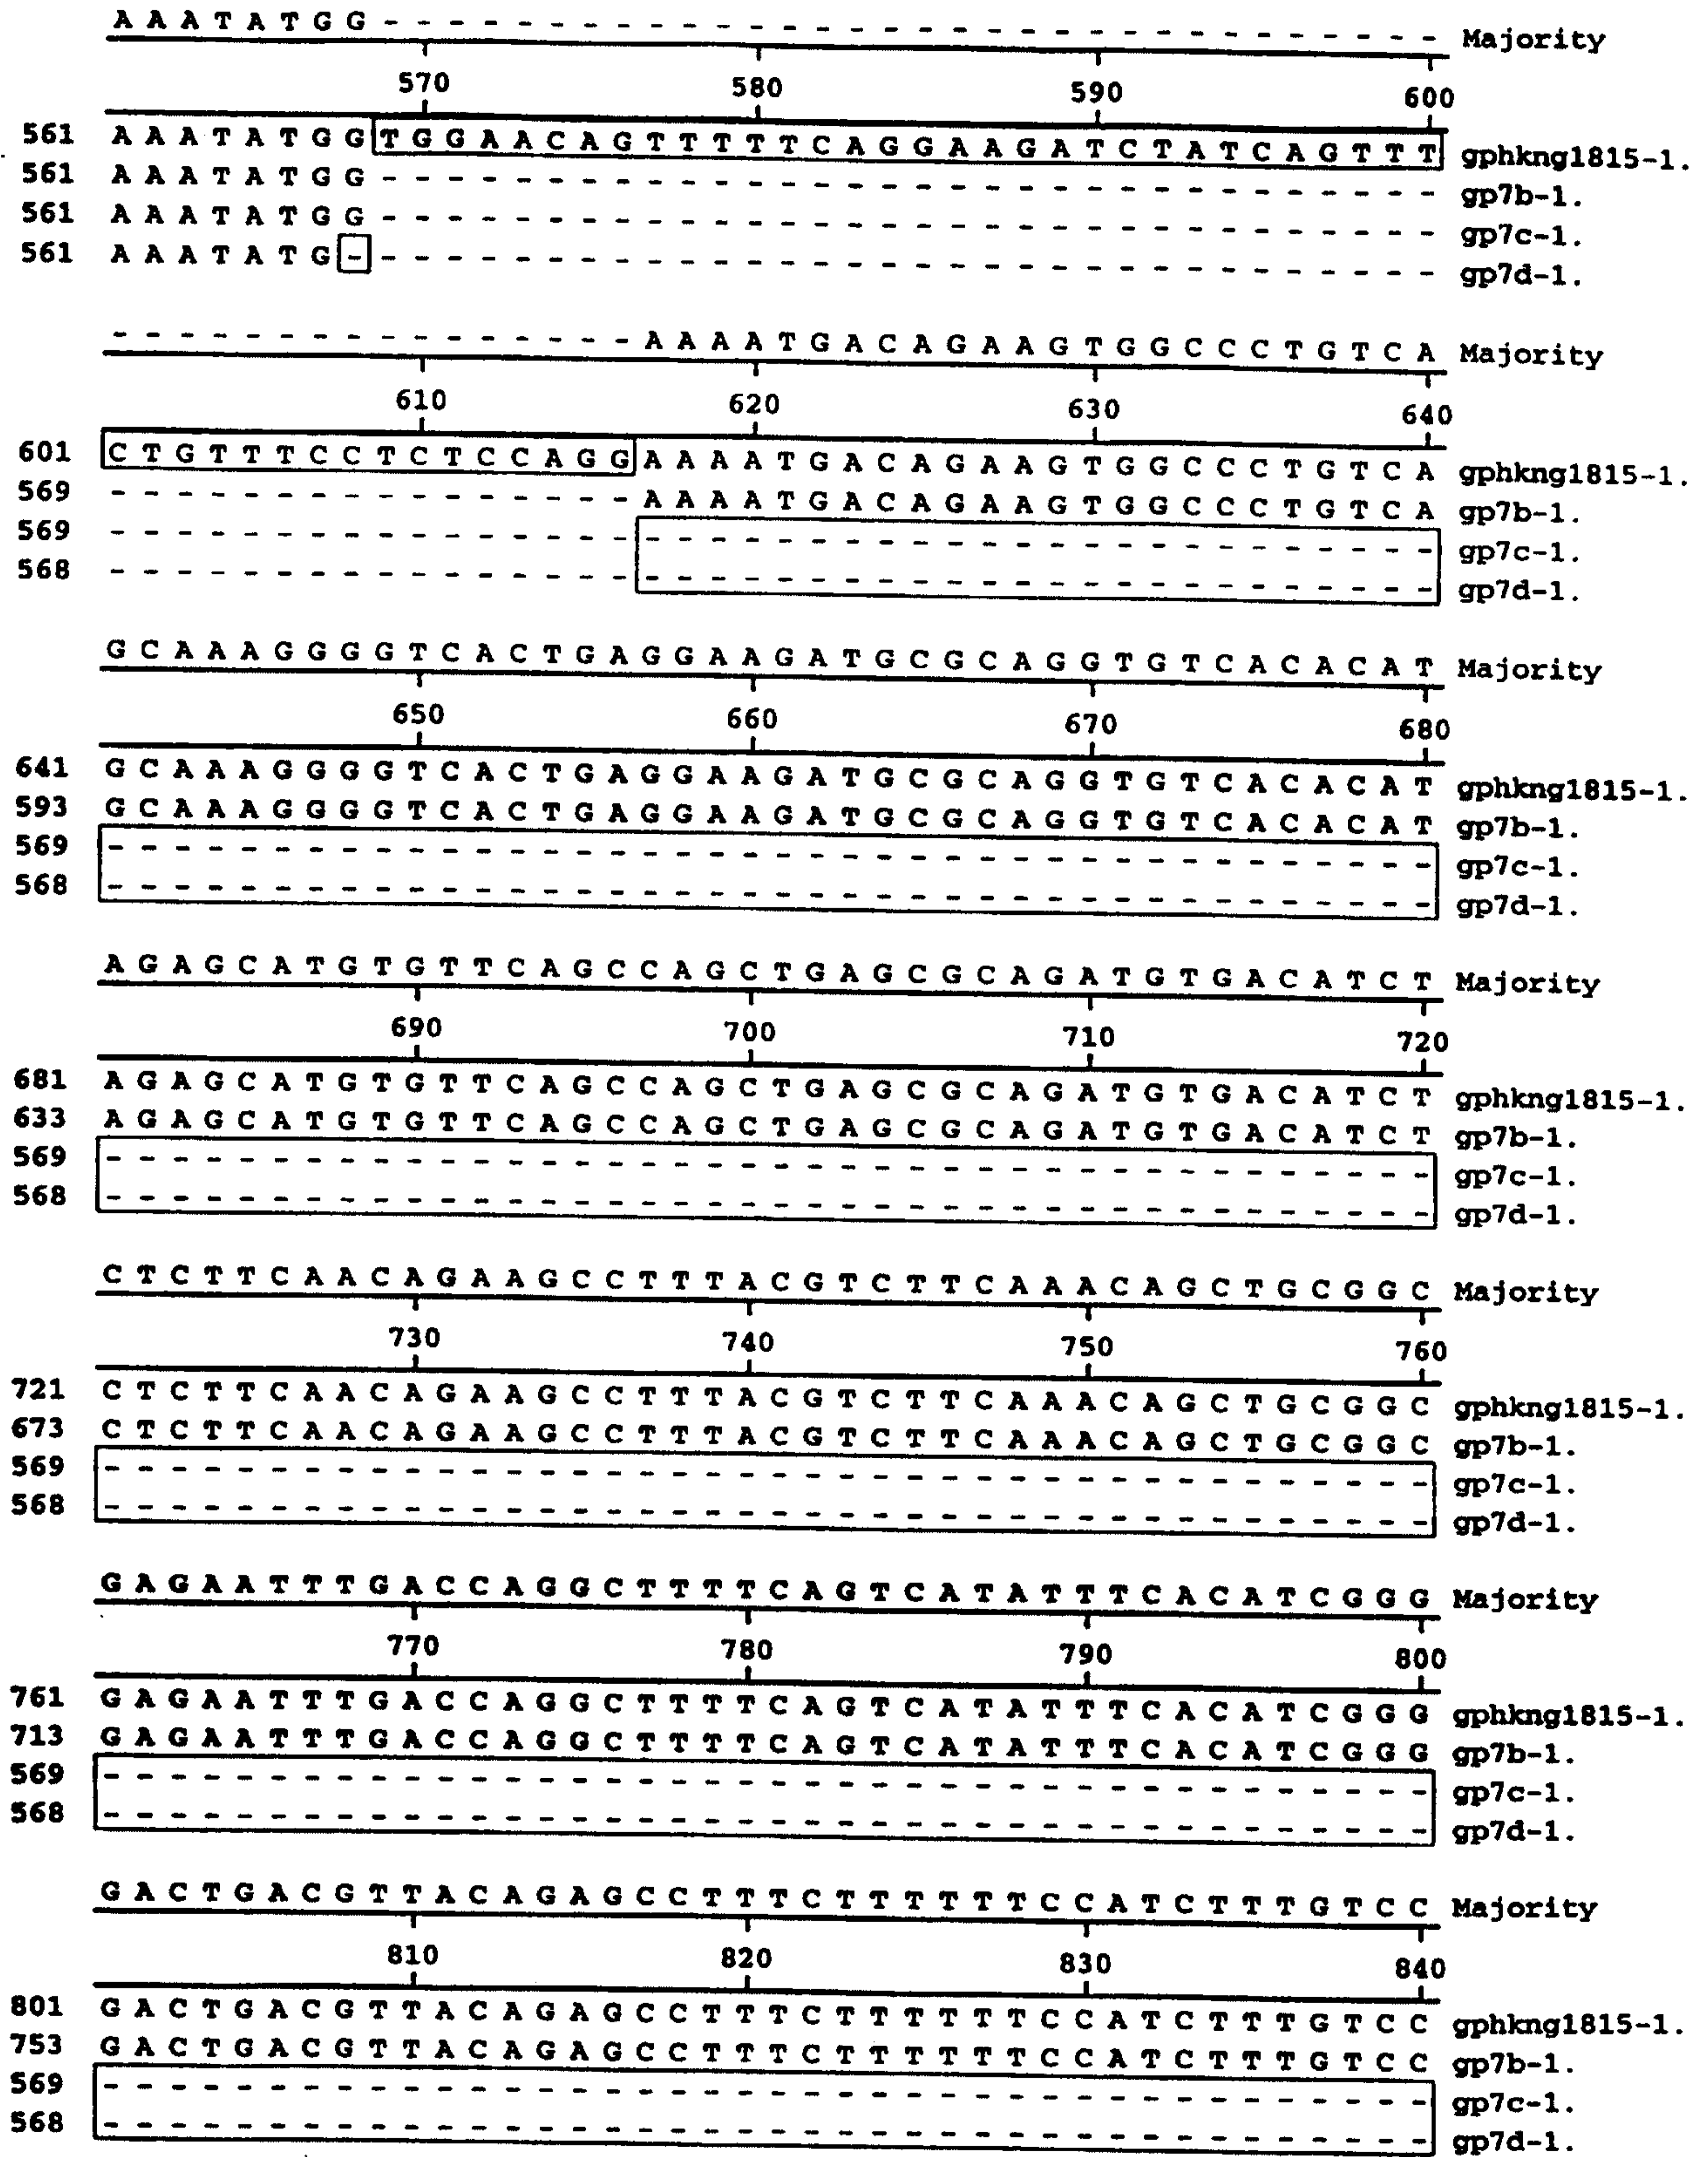 A A A T A T G G - - - - - - - - - - - - - - - - - - - - - - - - - - - - - - - - Majority
570 580 590 600
561 A A A T A T G G T G G A A C A G T T T T T C A G G A A G A T C T A T C A G T T T gphkng1815-1.
561 A A A T A T G G - - - - - - - - - - - - - - - - - - - - - - - - - - - - - - - - gp7b-1.
561 A A A T A T G G - - - - - - - - - - - - - - - - - - - - - - - - - - - - - - - - gp7c-1.
561 A A A T A T G - - - - - - - - - - - - - - - - - - - - - - - - - - - - - - - - - gp7d-1.
- - - - - - - - - - - - - - - - A A A A T G A C A G A A G T G G C C C T G T C A Majority
610 620 630 640
601 C T G T T T C C T C T C C A G G A A A A T G A C A G A A G T G G C C C T G T C A gphkng1815-1.
569 - - - - - - - - - - - - - - - - A A A A T G A C A G A A G T G G C C C T G T C A gp7b-1.
569 - - - - - - - - - - - - - - - - - - - - - - - - - - - - - - - - - - - - - - - - gp7c-1.
568 - - - - - - - - - - - - - - - - - - - - - - - - - - - - - - - - - - - - - - - - gp7d-1.
G C A A A G G G G T C A C T G A G G A A G A T G C G C A G G T G T C A C A C A T Majority
650 660 670 680
641 G C A A A G G G G T C A C T G A G G A A G A T G C G C A G G T G T C A C A C A T gphkng1815-1.
593 G C A A A G G G G T C A C T G A G G A A G A T G C G C A G G T G T C A C A C A T gp7b-1.
569 - - - - - - - - - - - - - - - - - - - - - - - - - - - - - - - - - - - - - - - - gp7c-1.
568 - - - - - - - - - - - - - - - - - - - - - - - - - - - - - - - - - - - - - - - - gp7d-1.
A G A G C A T G T G T T C A G C C A G C T G A G C G C A G A T G T G A C A T C T Majority
690 700 710 720
681 A G A G C A T G T G T T C A G C C A G C T G A G C G C A G A T G T G A C A T C T gphkng1815-1.
633 A G A G C A T G T G T T C A G C C A G C T G A G C G C A G A T G T G A C A T C T gp7b-1.
569 - - - - - - - - - - - - - - - - - - - - - - - - - - - - - - - - - - - - - - - - gp7c-1.
568 - - - - - - - - - - - - - - - - - - - - - - - - - - - - - - - - - - - - - - - - gp7d-1.
C T C T T C A A C A G A A G C C T T T A C G T C T T C A A A C A G C T G C G G C Majority
730 740 750 760
721 C T C T T C A A C A G A A G C C T T T A C G T C T T C A A A C A G C T G C G G C gphkng1815-1.
673 C T C T T C A A C A G A A G C C T T T A C G T C T T C A A A C A G C T G C G G C gp7b-1.
569 - - - - - - - - - - - - - - - - - - - - - - - - - - - - - - - - - - - - - - - - gp7c-1.
568 - - - - - - - - - - - - - - - - - - - - - - - - - - - - - - - - - - - - - - - - gp7d-1.
G A G A A T T T G A C C A G G C T T T T C A G T C A T A T T T C A C A T C G G G Majority
770 780 790 800
761 G A G A A T T T G A C C A G G C T T T T C A G T C A T A T T T C A C A T C G G G gphkng1815-1.
713 G A G A A T T T G A C C A G G C T T T T C A G T C A T A T T T C A C A T C G G G gp7b-1.
569 - - - - - - - - - - - - - - - - - - - - - - - - - - - - - - - - - - - - - - - - gp7c-1.
568 - - - - - - - - - - - - - - - - - - - - - - - - - - - - - - - - - - - - - - - - gp7d-1.
G A C T G A C G T T A C A G A G C C T T T C T T T T T T C C A T C T T T G T C C Majority
810 820 830 840
801 G A C T G A C G T T A C A G A G C C T T T C T T T T T T C C A T C T T T G T C C gphkng1815-1.
753 G A C T G A C G T T A C A G A G C C T T T C T T T T T T C C A T C T T T G T C C gp7b-1.
569 - - - - - - - - - - - - - - - - - - - - - - - - - - - - - - - - - - - - - - - - gp7c-1.
568 - - - - - - - - - - - - - - - - - - - - - - - - - - - - - - - - - - - - - - - - gp7d-1.